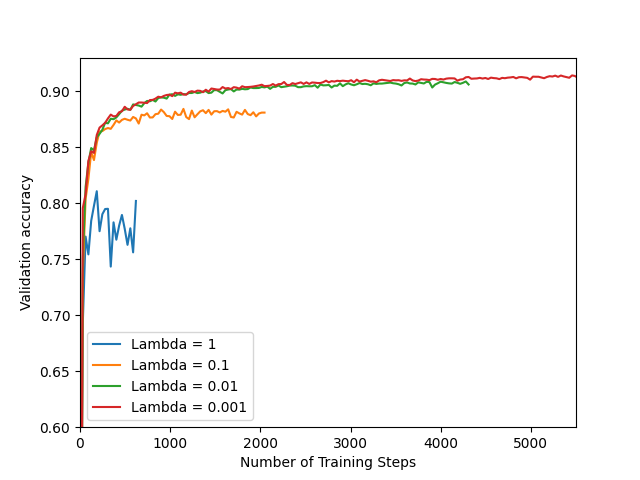 0.90
0.85
0.80
0.75
0.70
0.65
0.60
Validation accuracy
Lambda = 1
Lambda = 0.1
Lambda = 0.01
Lambda = 0.001
0 1000 2000 3000 4000 5000
Number of Training Steps